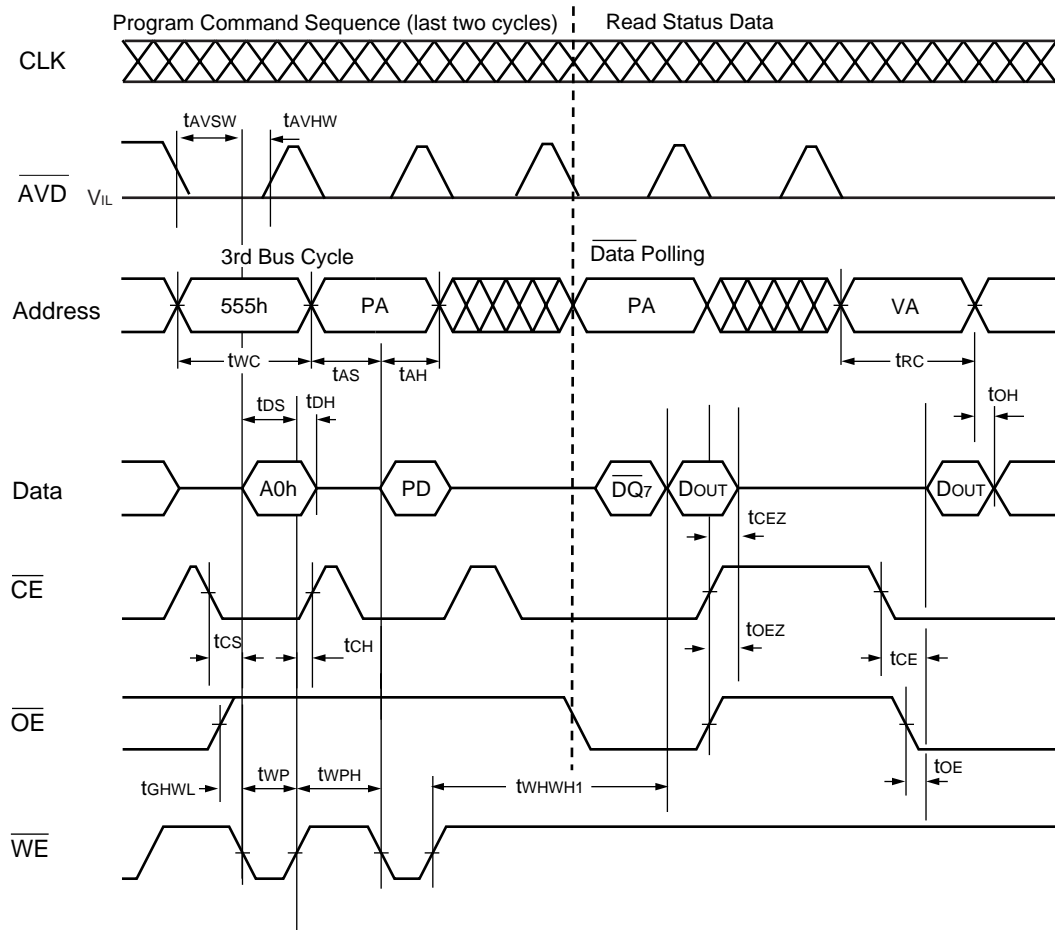 Program Command Sequence (last two cycles) Read Status Data
CLK
tAVSW tAVHW
AVD VIL
3rd Bus Cycle Data Polling
Address 555h PA PA VA
tWC tAS tAH tRC
tDS tDH tOH
Data A0h PD DQ7 DOUT DOUT
tCEZ
CE
tCS tCH tOEZ tCE
OE
tGHWL tWP tWPH tWHWH1 tOE
WE